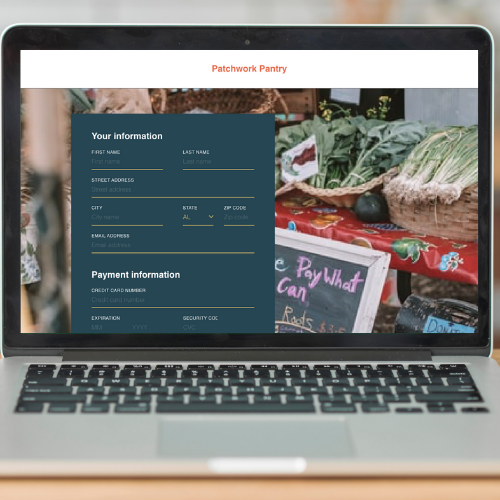 Patchwork Pantry
Your information
FIRST NAME
LAST NAME
First name
Last name
STREET ADDRESS
Street address
CITY
STATE
ZIP CODE
City name
AL
Zip code
EMAIL ADDRESS
Email address
Payment information
CREDIT CARD NUMBER
Credit card number
EXPIRATION
SECURITY COD
MM
YYYY
CVC
Pay What
Can
Roots